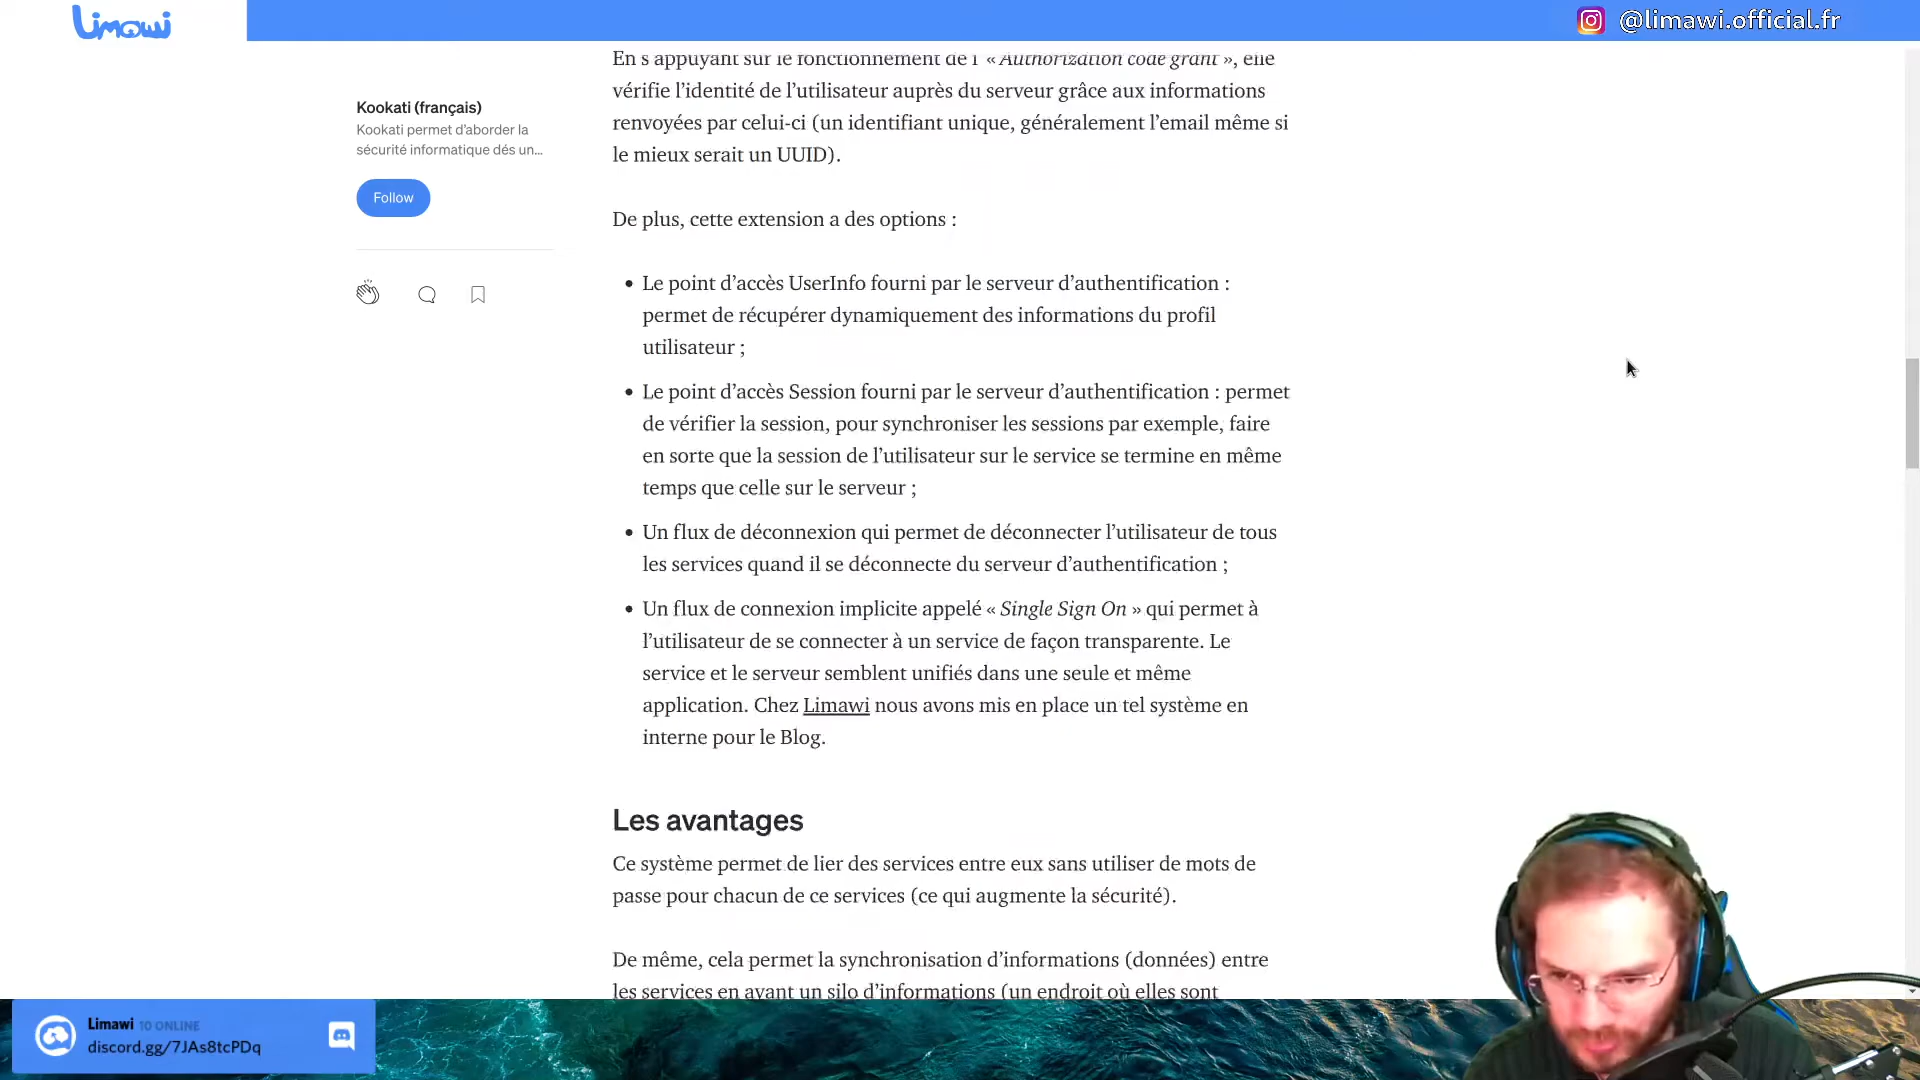 Limawi
@limawi.official.fr
Kookati (français)
Kookati permet d'aborder la
sécurité informatique dés un...
Follow
En s'appuyant sur le fonctionnement de l' « Authorization code grant », elle
vérifie l'identité de l'utilisateur auprès du serveur grâce aux informations
renvoyées par celui-ci (un identifiant unique, généralement l'email même si
le mieux serait un UUID).
De plus, cette extension a des options :
• Le point d'accès UserInfo fourni par le serveur d'authentification :
permet de récupérer dynamiquement des informations du profil
utilisateur ;
• Le point d'accès Session fourni par le serveur d'authentification : permet
de vérifier la session, pour synchroniser les sessions par exemple, faire
en sorte que la session de l'utilisateur sur le service se termine en même
temps que celle sur le serveur ;
• Un flux de déconnexion qui permet de déconnecter l'utilisateur de tous
les services quand il se déconnecte du serveur d'authentification ;
• Un flux de connexion implicite appelé « Single Sign On » qui permet à
l'utilisateur de se connecter à un service de façon transparente. Le
service et le serveur semblent unifiés dans une seule et même
application. Chez Limawi nous avons mis en place un tel système en
interne pour le Blog.
Les avantages
Ce système permet de lier des services entre eux sans utiliser de mots de
passe pour chacun de ce services (ce qui augmente la sécurité).
De même, cela permet la synchronisation d'informations (données) entre
les services en ayant un silo d'informations (un endroit où elles sont
Limawi 10 ONLINE
discord.gg/7JAs8tcPDq